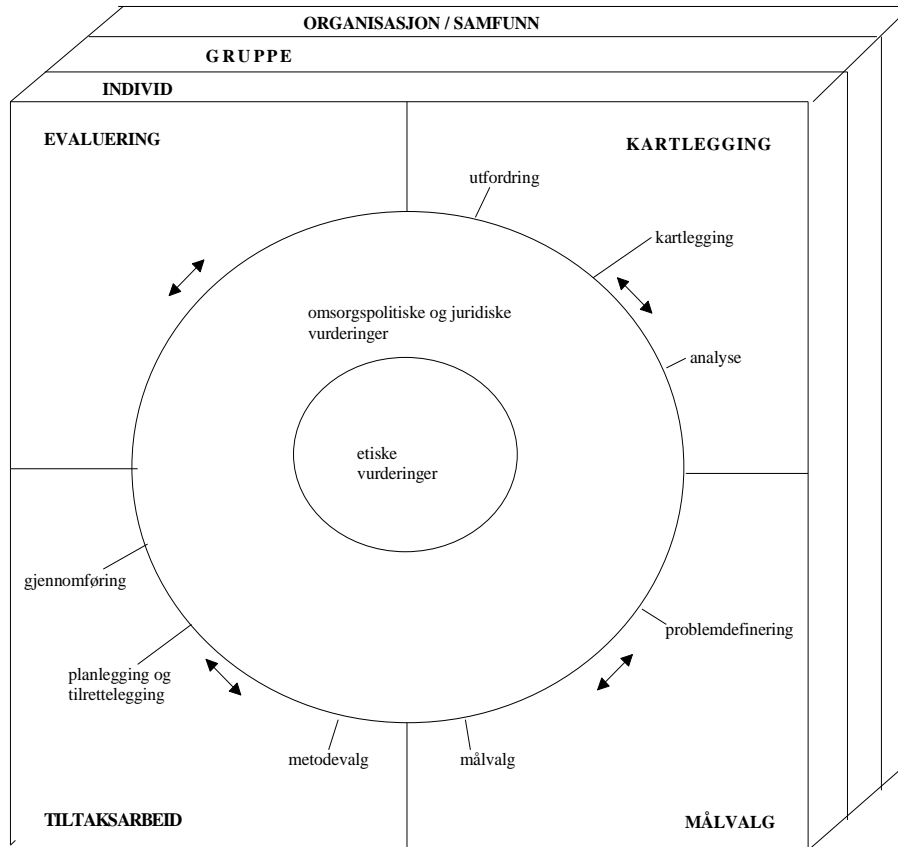 ORGANISASJON / SAMFUNN
GRUPPE
INDIVID
EVALUERING
KARTLEGGING
utfordring
kartlegging
omsorgspolitiske og juridiske
vurderinger
analyse
etiske
vurderinger
gjennomføring
problemdefinering
planlegging og
tilrettelegging
metodevalg
målvalg
TILTAKSARBEID
MÅLVALG